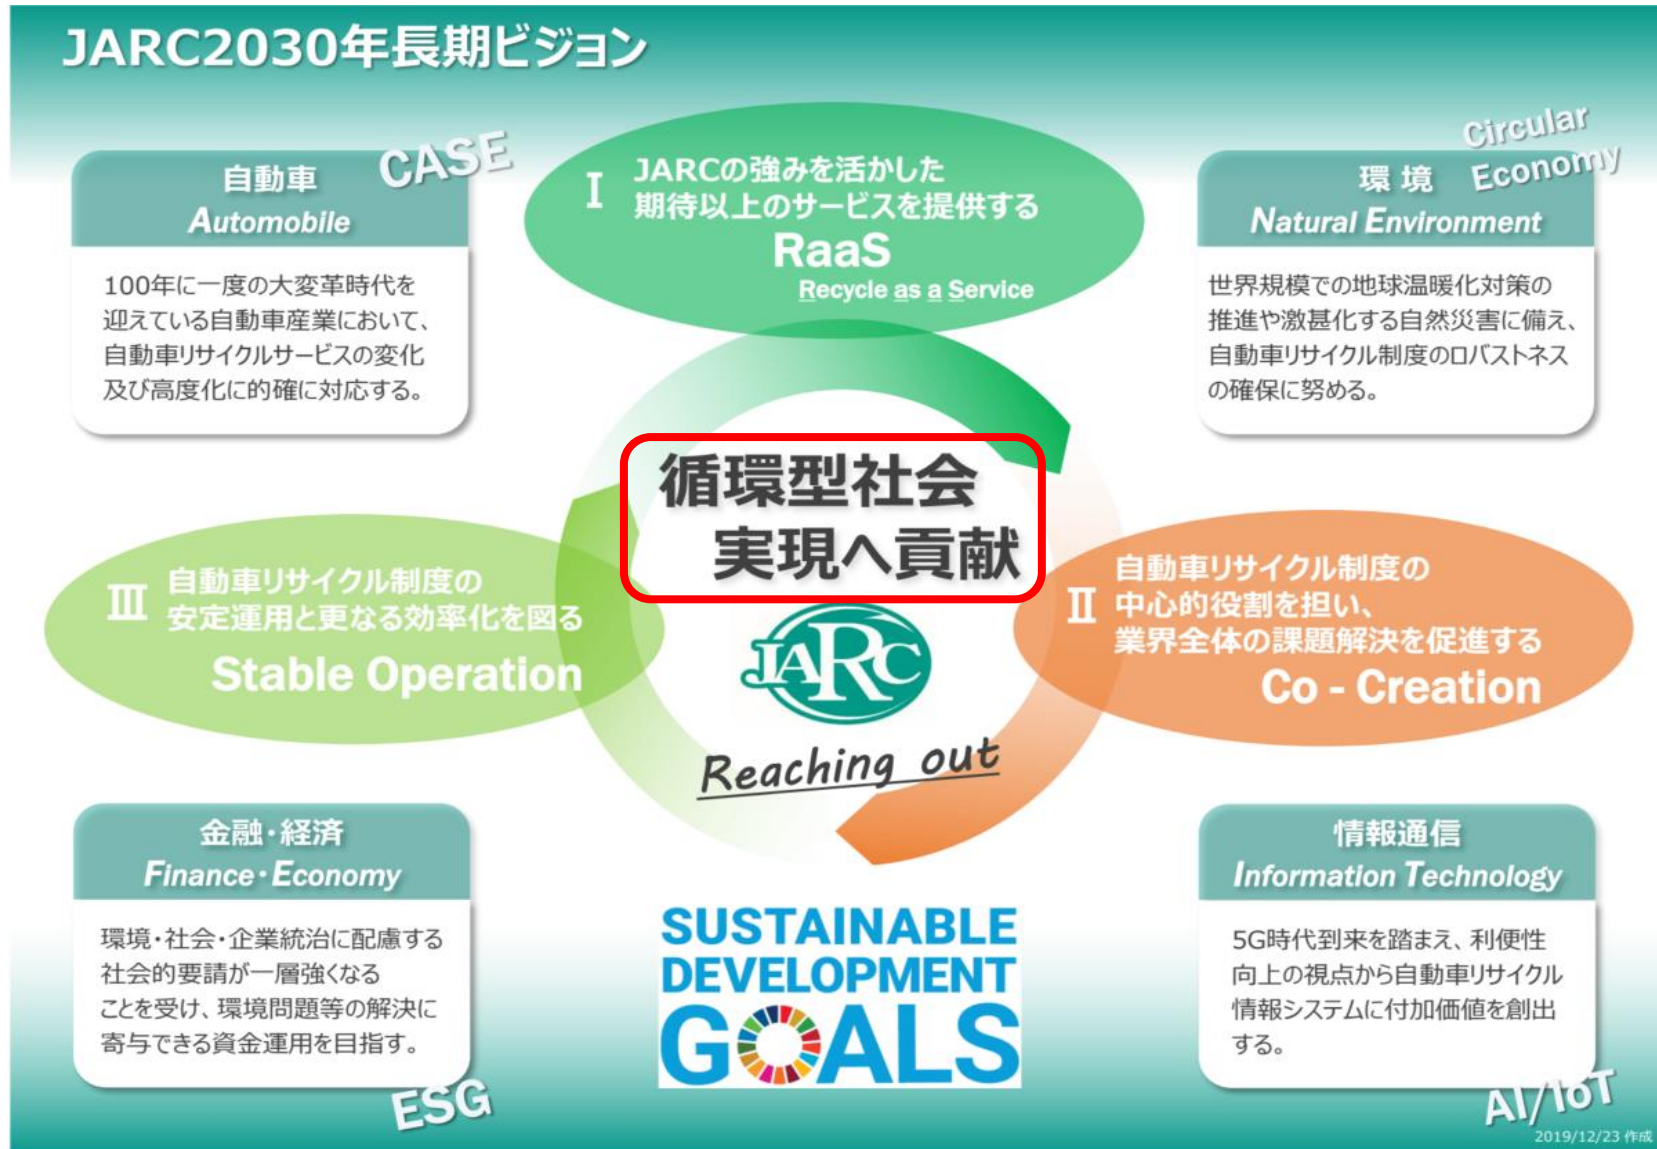 JARC2030年長期ビジョン
CASE
自動車
Automobile
100年に一度の大変革時代を
迎えている自動車産業において、
自動車リサイクルサービスの変化
及び高度化に的確に対応する。
Ⅰ
JARCの強みを活かした
期待以上のサービスを提供する
RaaS
Recycle as a Service
Circular
Economy
環 境
Natural Environment
世界規模での地球温暖化対策の
推進や激甚化する自然災害に備え、
自動車リサイクル制度のロバストネス
の確保に努める。
循環型社会
実現へ貢献
Ⅲ
自動車リサイクル制度の
安定運用と更なる効率化を図る
Stable Operation
Ⅱ
自動車リサイクル制度の
中心的役割を担い、
業界全体の課題解決を促進する
Co - Creation
JARC
Reaching out
金融・経済
Finance・Economy
環境・社会・企業統治に配慮する
社会的要請が一層強くなる
ことを受け、環境問題等の解決に
寄与できる資金運用を目指す。
ESG
SUSTAINABLE
DEVELOPMENT
GOALS
情報通信
Information Technology
5G時代到来を踏まえ、利便性
向上の視点から自動車リサイクル
情報システムに付加価値を創出
する。
AI/IoT
2019/12/23 作成